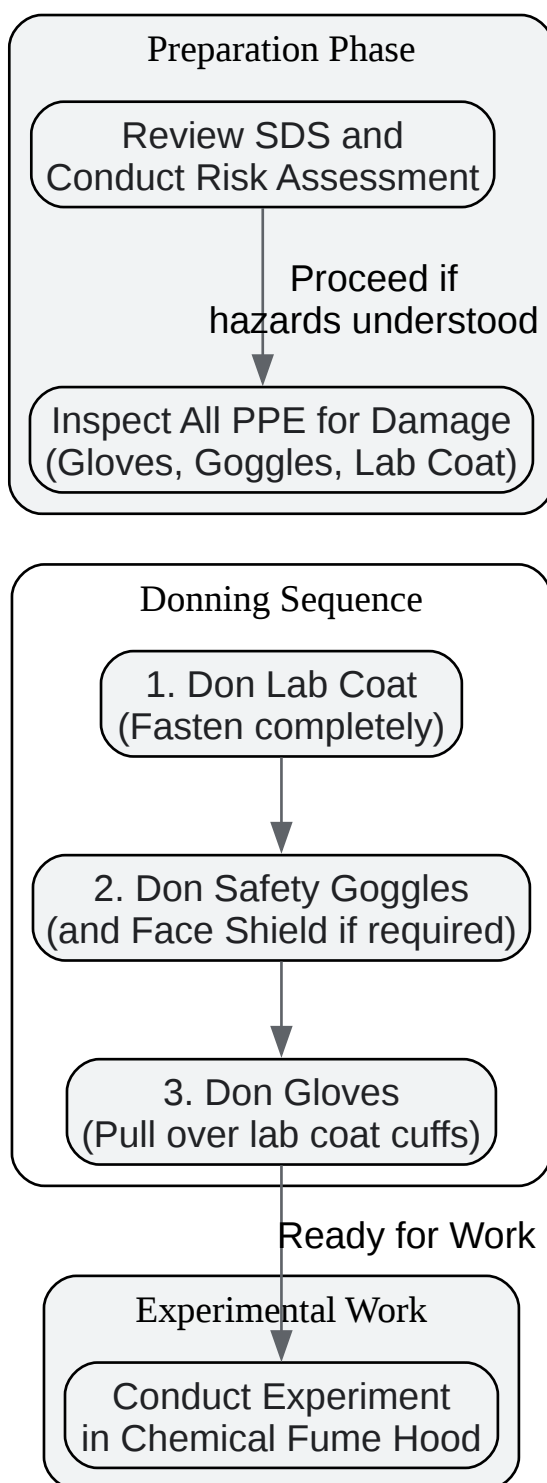 Preparation Phase
Review SDS and
Conduct Risk Assessment
Proceed if
hazards understood
Inspect All PPE for Damage
(Gloves, Goggles, Lab Coat)
Donning Sequence
1. Don Lab Coat
(Fasten completely)
2. Don Safety Goggles
(and Face Shield if required)
3. Don Gloves
(Pull over lab coat cuffs)
Ready for Work
Experimental Work
Conduct Experiment
in Chemical Fume Hood